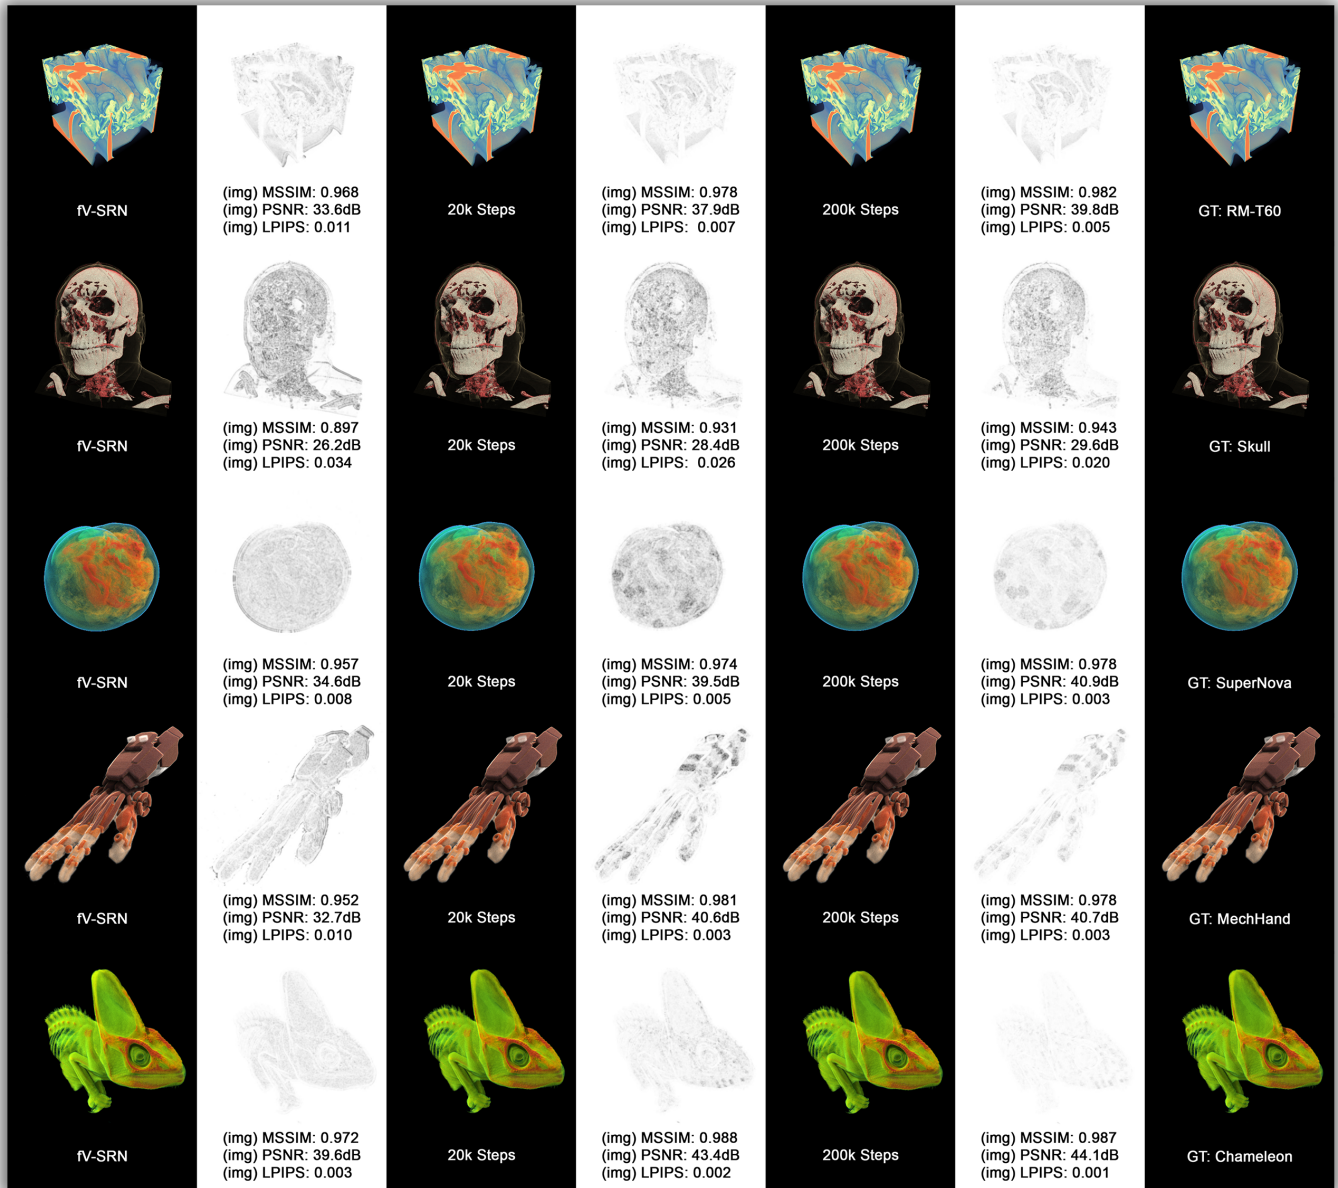 (img) MSSIM: 0.968
(img) PSNR: 33.6dB
(img) LPIPS: 0.011
(img) MSSIM: 0.978
(img) PSNR: 37.9dB
(img) LPIPS: 0.007
(img) MSSIM: 0.982
(img) PSNR: 39.8dB
(img) LPIPS: 0.005
fV-SRN
20k Steps
200k Steps
GT: RM-T60
(img) MSSIM: 0.897
(img) PSNR: 26.2dB
(img) LPIPS: 0.034
(img) MSSIM: 0.931
(img) PSNR: 28.4dB
(img) LPIPS: 0.026
(img) MSSIM: 0.943
(img) PSNR: 29.6dB
(img) LPIPS: 0.020
fV-SRN
20k Steps
200k Steps
GT: Skull
(img) MSSIM: 0.957
(img) PSNR: 34.6dB
(img) LPIPS: 0.008
(img) MSSIM: 0.974
(img) PSNR: 39.5dB
(img) LPIPS: 0.005
(img) MSSIM: 0.978
(img) PSNR: 40.9dB
(img) LPIPS: 0.003
fV-SRN
20k Steps
200k Steps
GT: SuperNova
(img) MSSIM: 0.952
(img) PSNR: 32.7dB
(img) LPIPS: 0.010
(img) MSSIM: 0.981
(img) PSNR: 40.6dB
(img) LPIPS: 0.003
(img) MSSIM: 0.978
(img) PSNR: 40.7dB
(img) LPIPS: 0.003
fV-SRN
20k Steps
200k Steps
GT: MechHand
(img) MSSIM: 0.972
(img) PSNR: 39.6dB
(img) LPIPS: 0.003
(img) MSSIM: 0.988
(img) PSNR: 43.4dB
(img) LPIPS: 0.002
(img) MSSIM: 0.987
(img) PSNR: 44.1dB
(img) LPIPS: 0.001
fV-SRN
20k Steps
200k Steps
GT: Chameleon